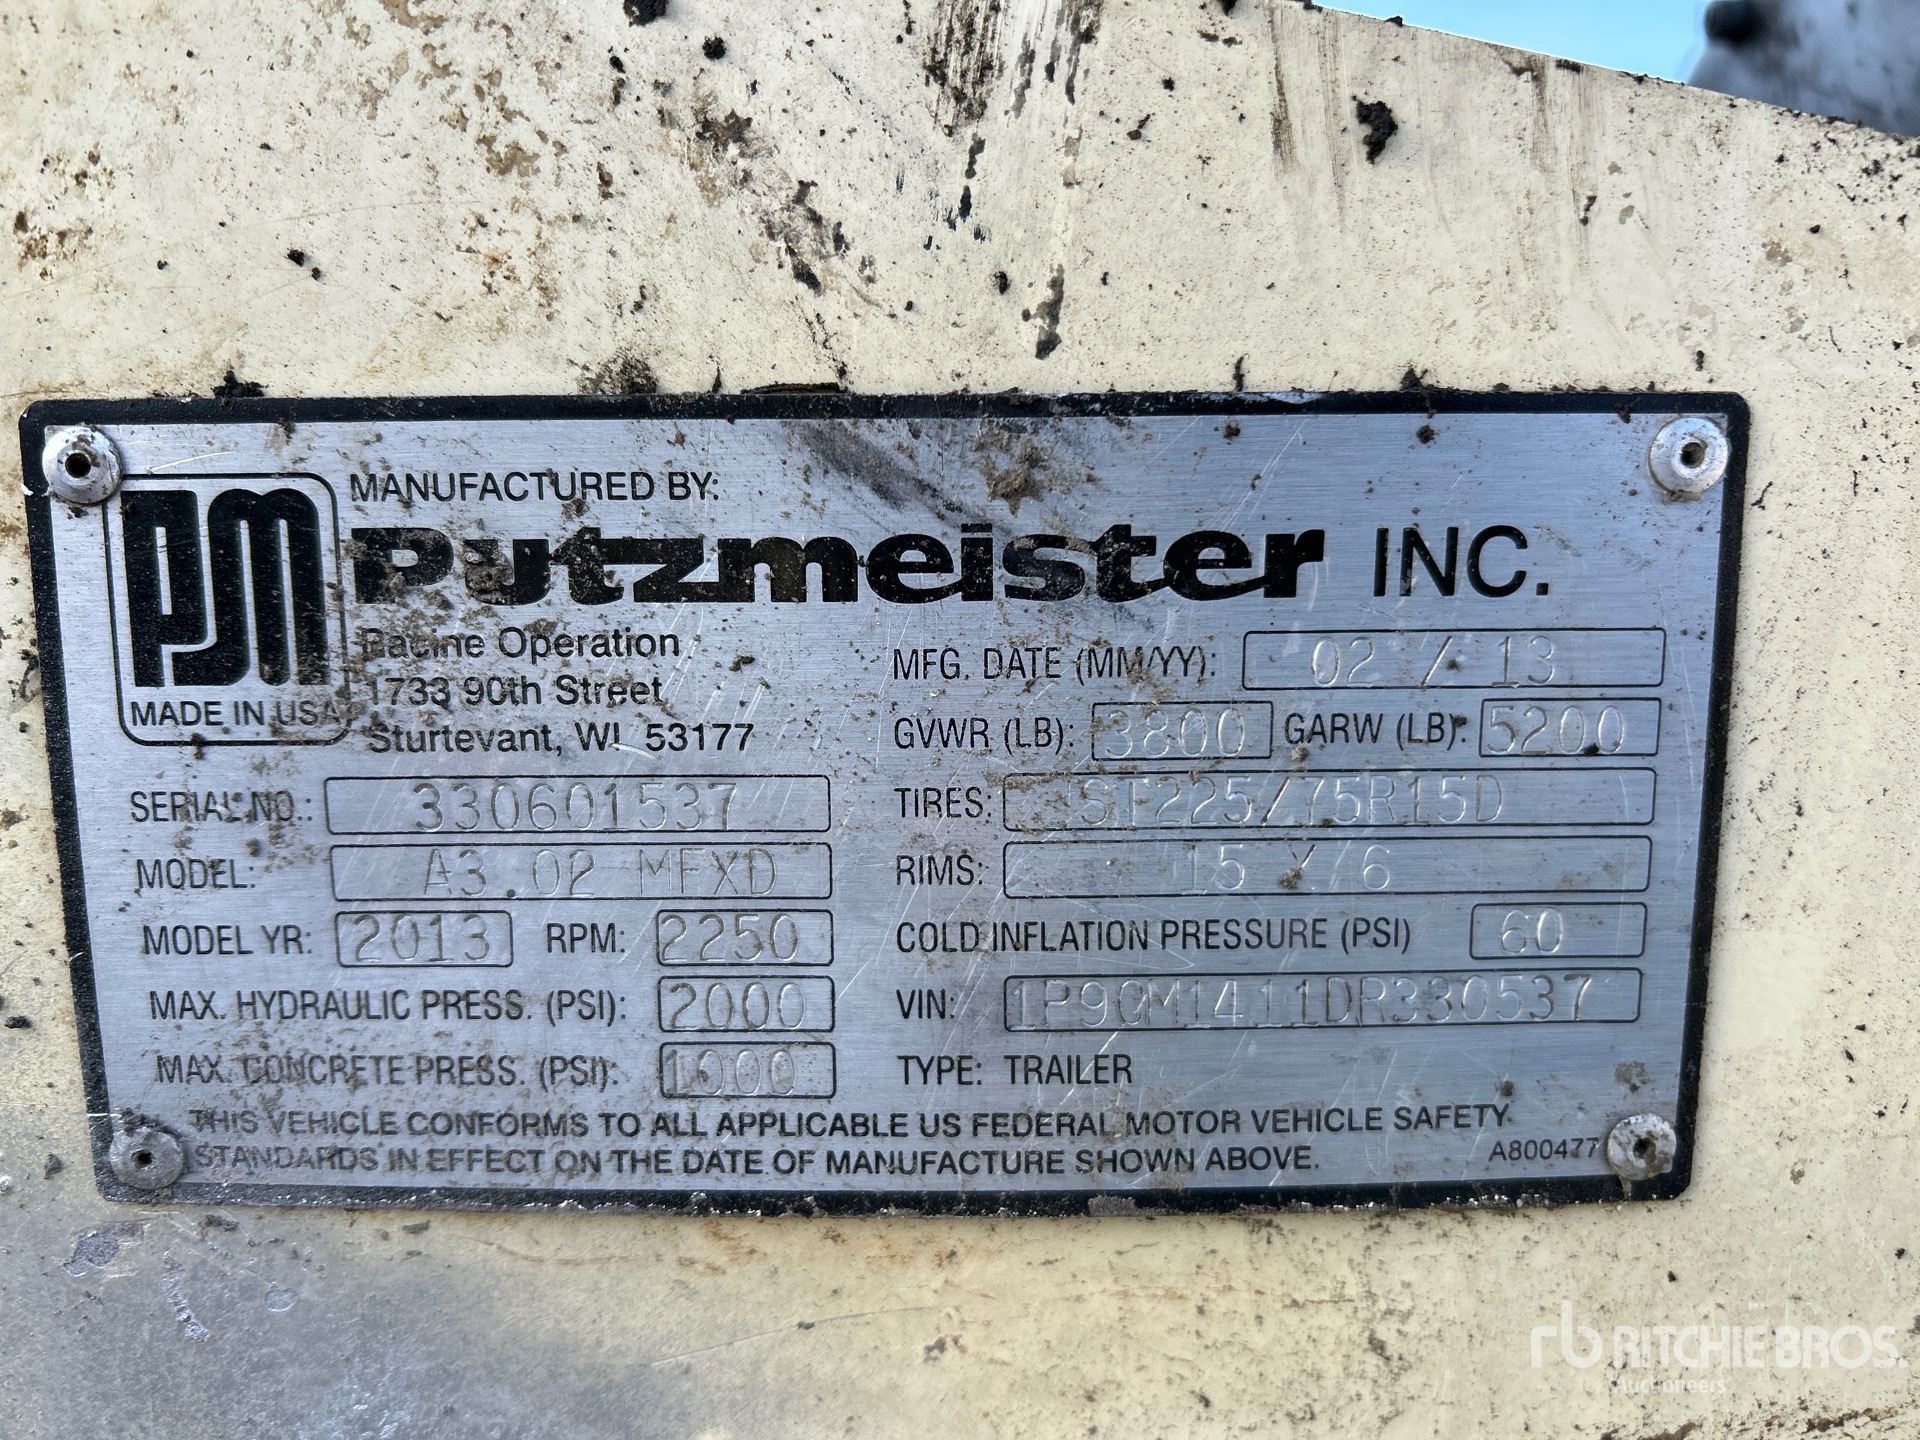 PM
MADE IN USA
MANUFACTURED BY:
Putzmeister INC.
Racine Operation
1733 90th Street
Sturtevant, WI 53177
MFG. DATE (MM/YY): 02 / 13
GVWR (LB): 3800 GARW (LB): 5200
SERIAL NO.: 330601537
TIRES: ST225/75R15D
MODEL: A3.02 MFXD
RIMS: 15 X 6
MODEL YR: 2013 RPM: 2250
COLD INFLATION PRESSURE (PSI) 60
MAX. HYDRAULIC PRESS. (PSI): 2000
VIN: 1P9CM1411DR330537
MAX. CONCRETE PRESS. (PSI): 1000
TYPE: TRAILER
THIS VEHICLE CONFORMS TO ALL APPLICABLE US FEDERAL MOTOR VEHICLE SAFETY
STANDARDS IN EFFECT ON THE DATE OF MANUFACTURE SHOWN ABOVE.
A800477
rb RITCHIE BROS.
Auctioneers